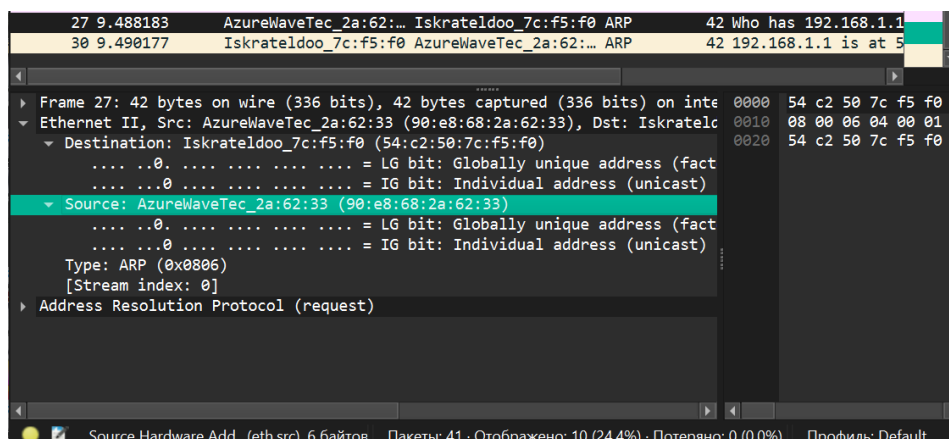 27 9.488183 AzureWaveTec_2a:62:… Iskrateldoo_7c:f5:f0 ARP 42 Who has 192.168.1.1
30 9.490177 Iskrateldoo_7c:f5:f0 AzureWaveTec_2a:62:… ARP 42 192.168.1.1 is at 5
Frame 27: 42 bytes on wire (336 bits), 42 bytes captured (336 bits) on inte
Ethernet II, Src: AzureWaveTec_2a:62:33 (90:e8:68:2a:62:33), Dst: Iskrateld
Destination: Iskrateldoo_7c:f5:f0 (54:c2:50:7c:f5:f0)
.... ..0. .... .... .... .... = LG bit: Globally unique address (fact
.... ...0 .... .... .... .... = IG bit: Individual address (unicast)
Source: AzureWaveTec_2a:62:33 (90:e8:68:2a:62:33)
.... ..0. .... .... .... .... = LG bit: Globally unique address (fact
.... ...0 .... .... .... .... = IG bit: Individual address (unicast)
Type: ARP (0x0806)
[Stream index: 0]
Address Resolution Protocol (request)
0000 54 c2 50 7c f5 f0
0010 08 00 06 04 00 01
0020 54 c2 50 7c f5 f0
Source Hardware Add…(eth.src), 6 байтов Пакеты: 41 · Отображено: 10 (24.4%) · Потеряно: 0 (0.0%) Профиль: Default